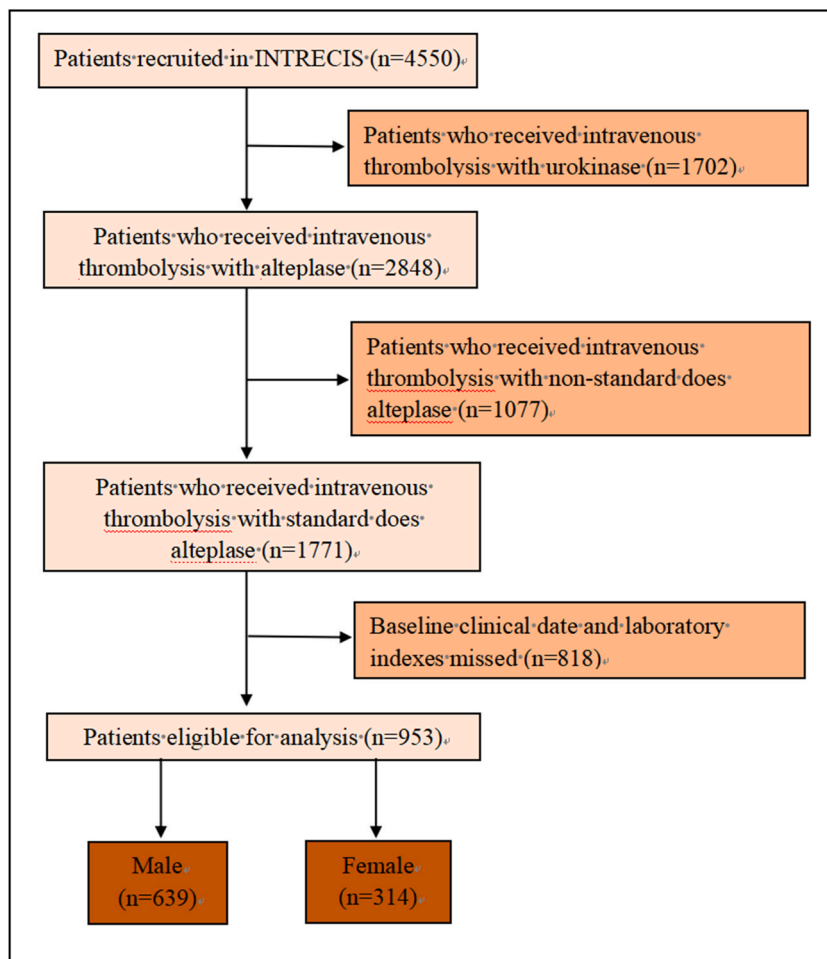 Patients recruited in INTRECIS (n=4550)
Patients who received intravenous
thrombolysis with urokinase (n=1702)
Patients who received intravenous
thrombolysis with alteplase (n=2848)
Patients who received intravenous
thrombolysis with non-standard does
alteplase (n=1077)
Patients who received intravenous
thrombolysis with standard does
alteplase (n=1771)
Baseline clinical date and laboratory
indexes missed (n=818)
Patients eligible for analysis (n=953)
Male
(n=639)
Female
(n=314)